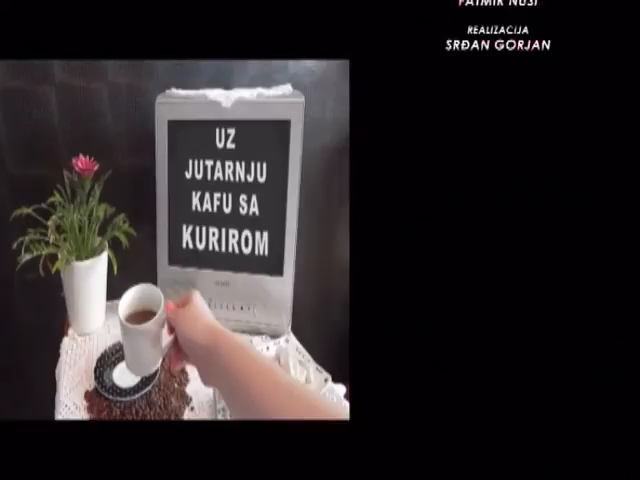 REALIZACIJA
SRĐAN GORJAN
UZ
JUTARNJU
KAFU SA
KURIROM